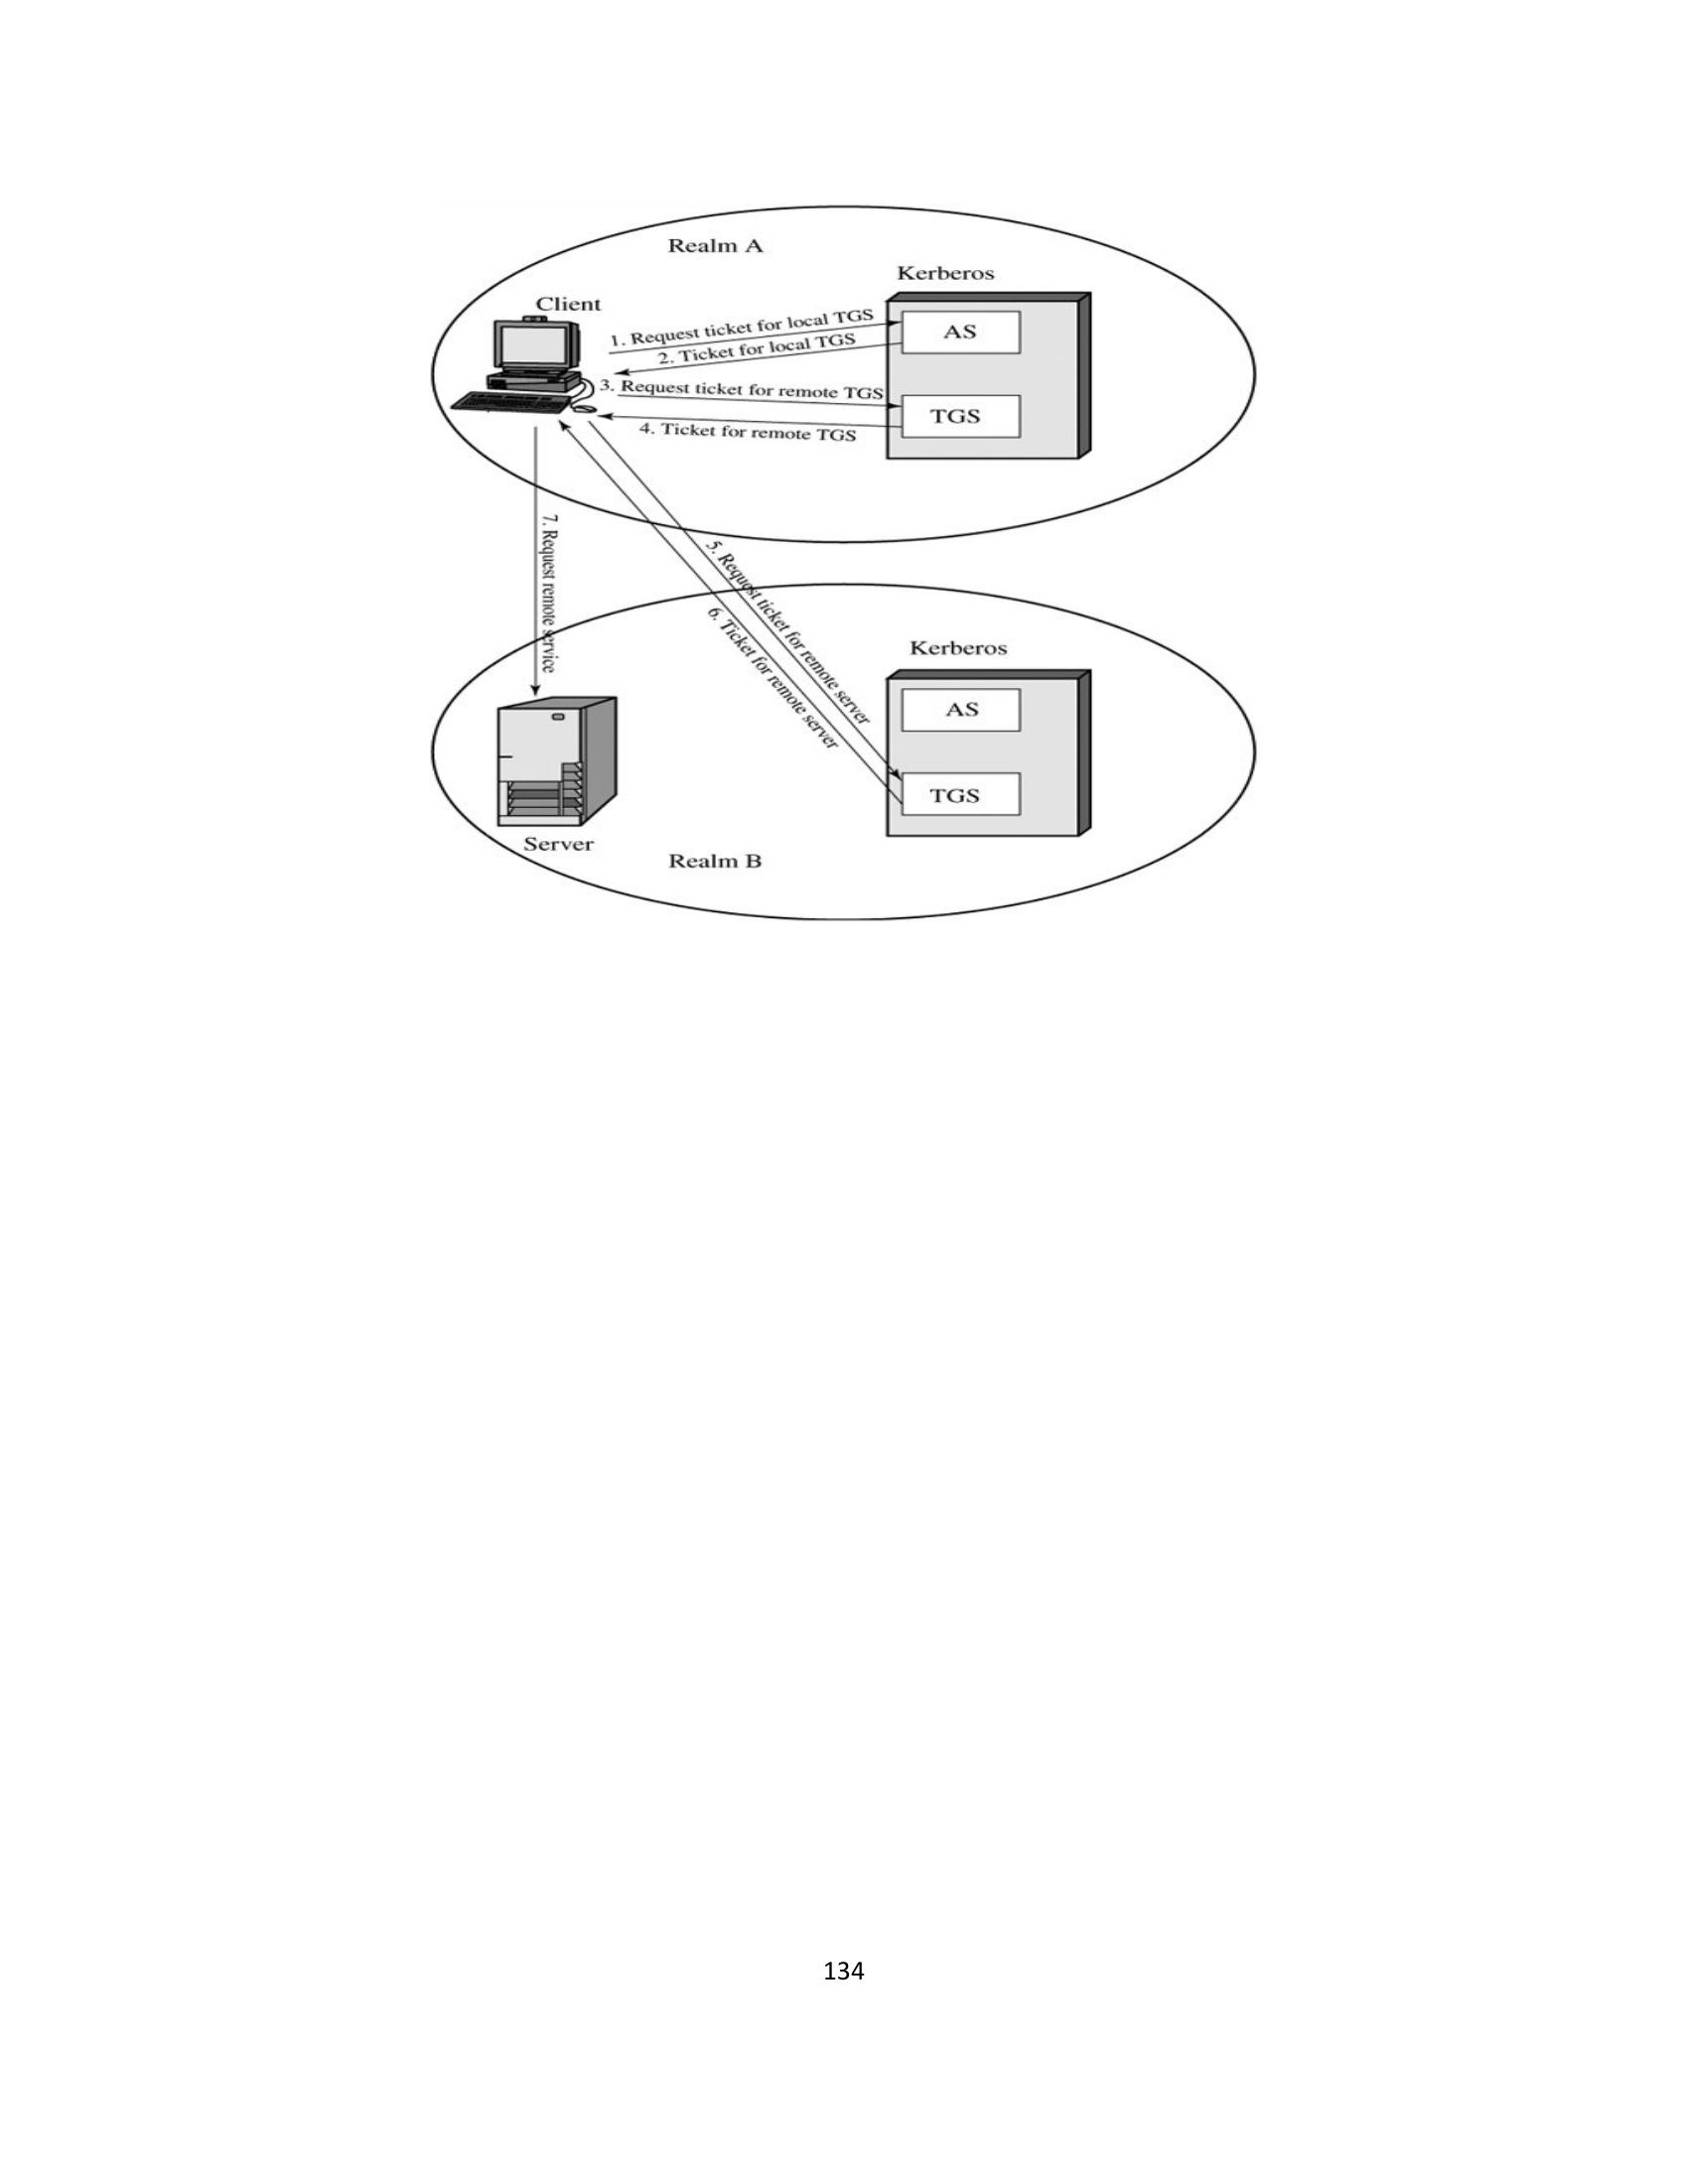 Realm A
Kerberos
Client
1. Request ticket for local TGS
AS
2. Ticket for local TGS
3. Request ticket for remote TGS
TGS
4. Ticket for remote TGS
7. Request remote service
5. Request ticket for remote server
6. Ticket for remote server
Kerberos
AS
TGS
Server
Realm B
134